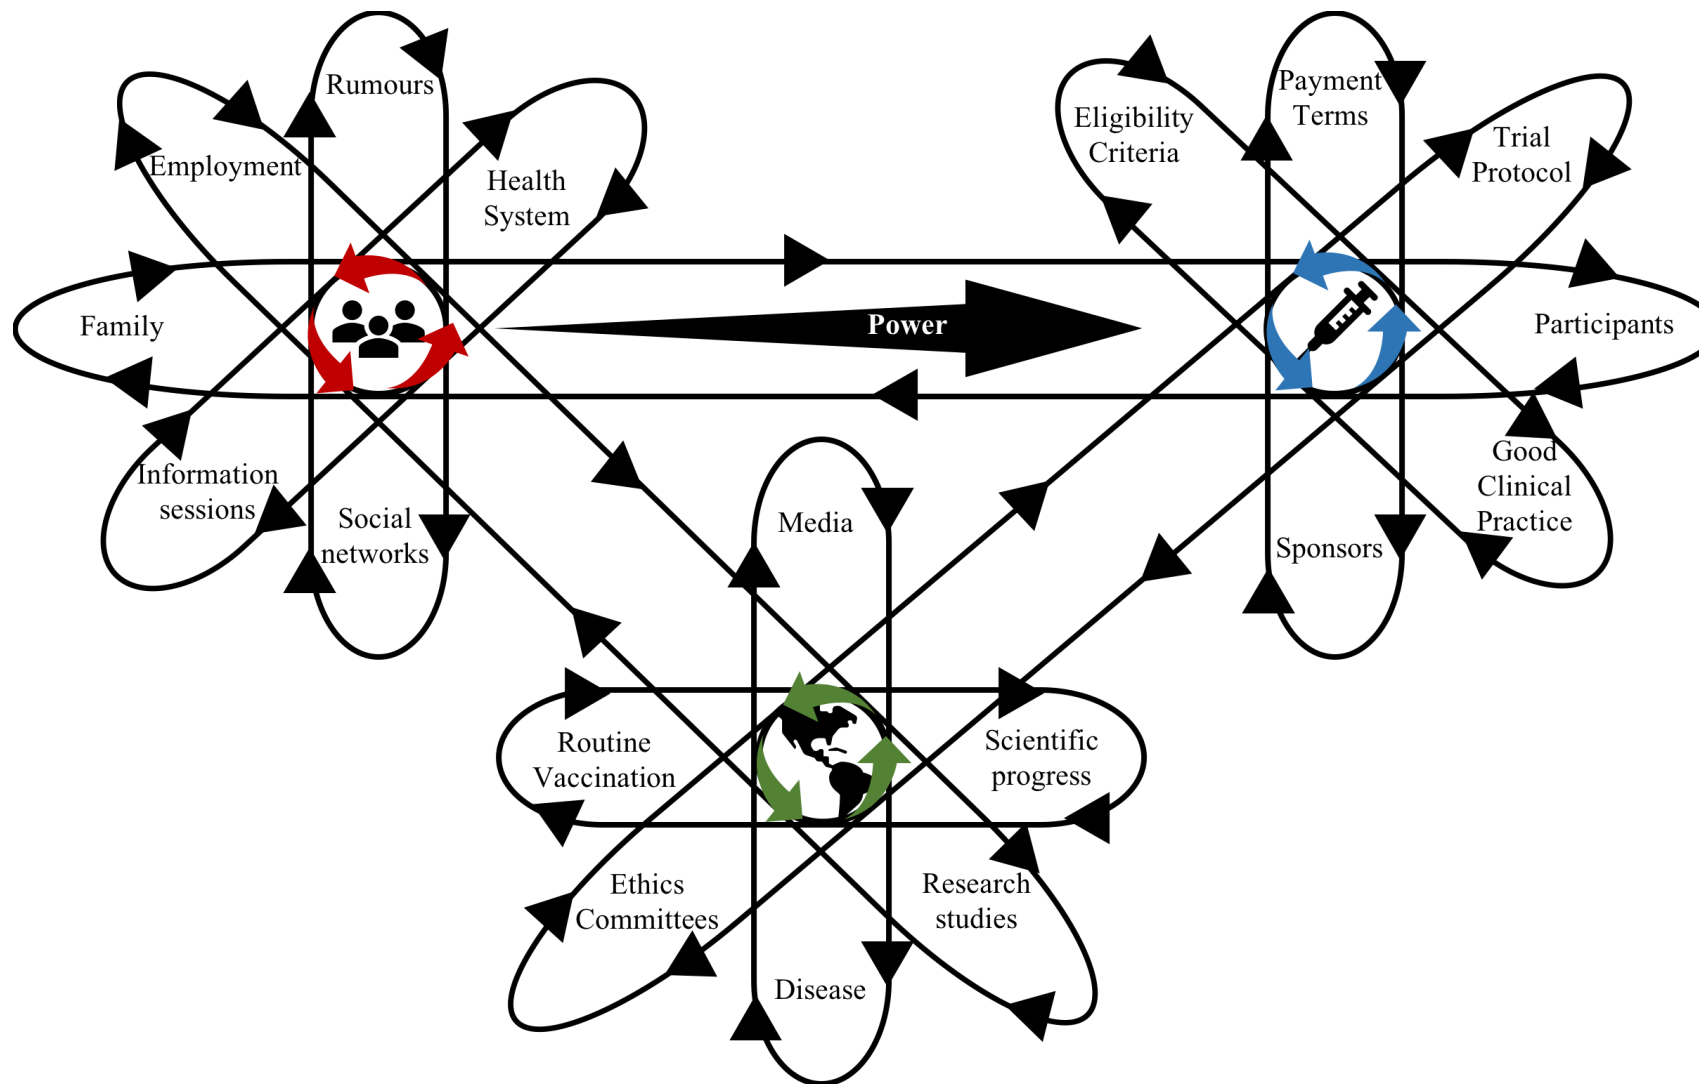 Rumours
Employment
Health
System
Family
Information
sessions
Social
networks
Power
Payment
Terms
Eligibility
Criteria
Trial
Protocol
Participants
Good
Clinical
Practice
Sponsors
Media
Routine
Vaccination
Scientific
progress
Ethics
Committees
Research
studies
Disease